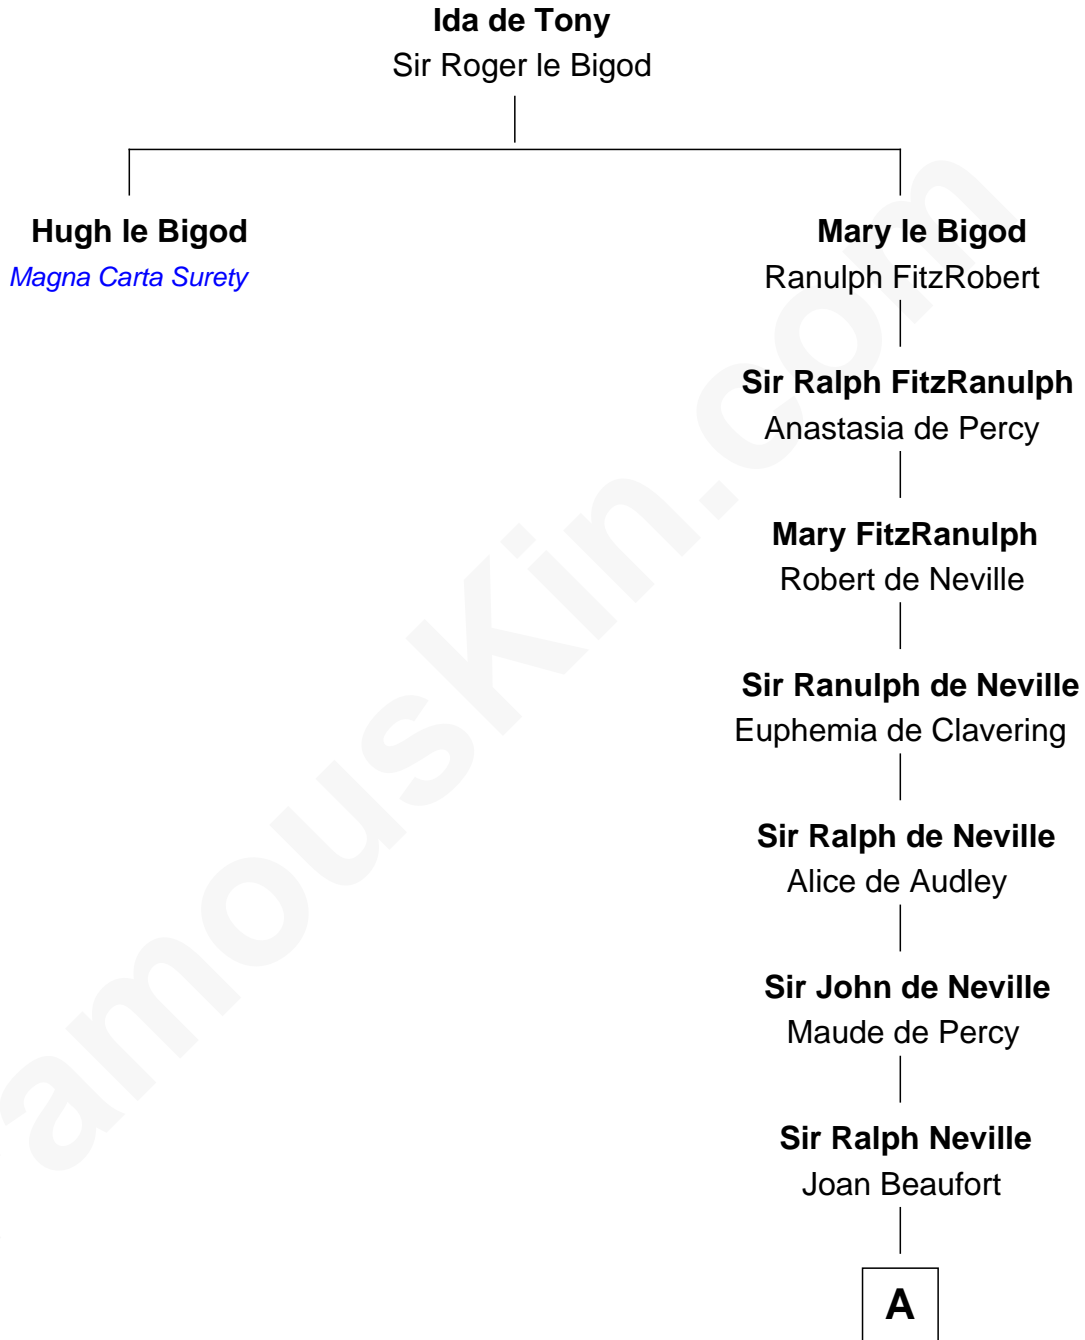 Ida de Tony
Sir Roger le Bigod
Hugh le Bigod
Magna Carta Surety
Mary le Bigod
Ranulph FitzRobert
Sir Ralph FitzRanulph
Anastasia de Percy
Mary FitzRanulph
Robert de Neville
Sir Ranulph de Neville
Euphemia de Clavering
Sir Ralph de Neville
Alice de Audley
Sir John de Neville
Maude de Percy
Sir Ralph Neville
Joan Beaufort
A
amouskin.com